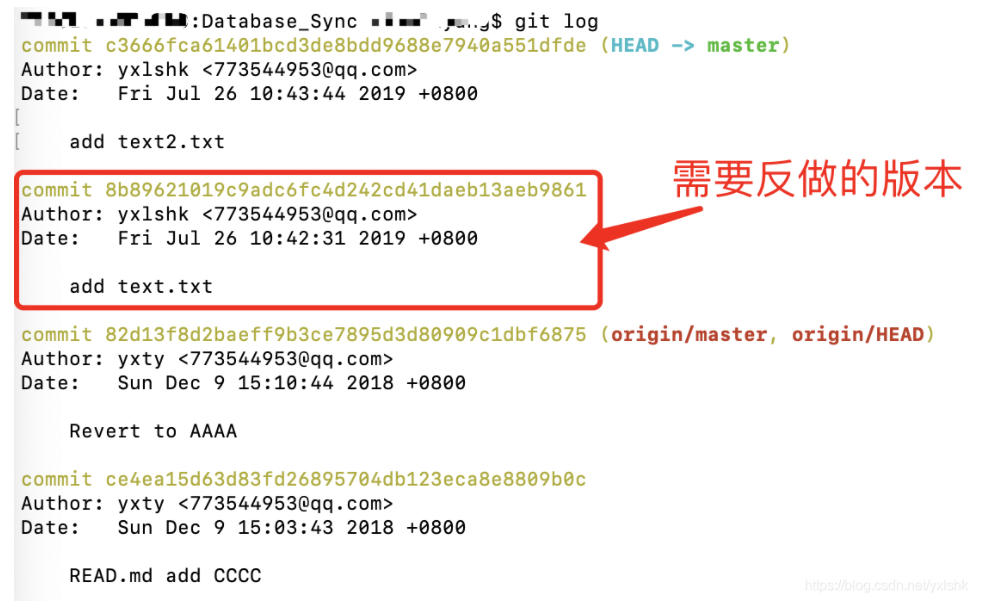 :Database_Sync $ git log
commit c3666fca61401bcd3de8bdd9688e7940a551dfde (HEAD -> master)
Author: yxlshk <773544953@qq.com>
Date: Fri Jul 26 10:43:44 2019 +0800
[
[ add text2.txt
commit 8b89621019c9adc6fc4d242cd41daeb13aeb9861
Author: yxlshk <773544953@qq.com>
Date: Fri Jul 26 10:42:31 2019 +0800
add text.txt
需要反做的版本
commit 82d13f8d2baeff9b3ce7895d3d80909c1dbf6875 (origin/master, origin/HEAD)
Author: yxty <773544953@qq.com>
Date: Sun Dec 9 15:10:44 2018 +0800
Revert to AAAA
commit ce4ea15d63d83fd26895704db123eca8e8809b0c
Author: yxty <773544953@qq.com>
Date: Sun Dec 9 15:03:43 2018 +0800
READ.md add CCCC
https://blog.csdn.net/yxlshk